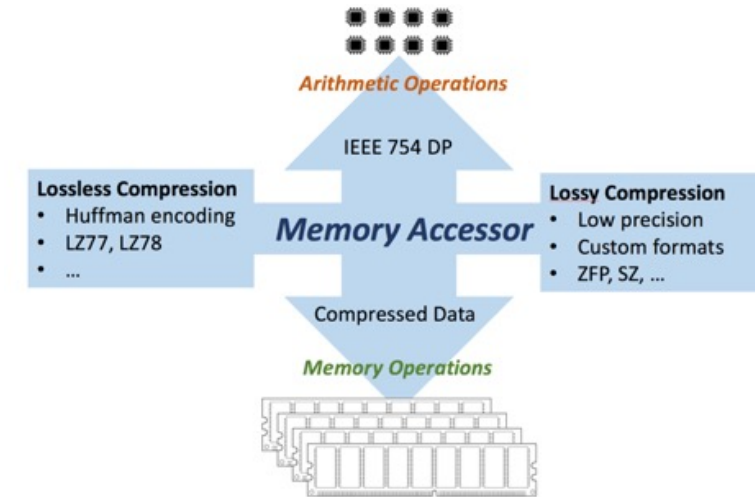 Arithmetic Operations
IEEE 754 DP
Lossless Compression
• Huffman encoding
• LZ77, LZ78
• ...
Memory Accessor
Lossy Compression
• Low precision
• Custom formats
• ZFP, SZ, ...
Compressed Data
Memory Operations